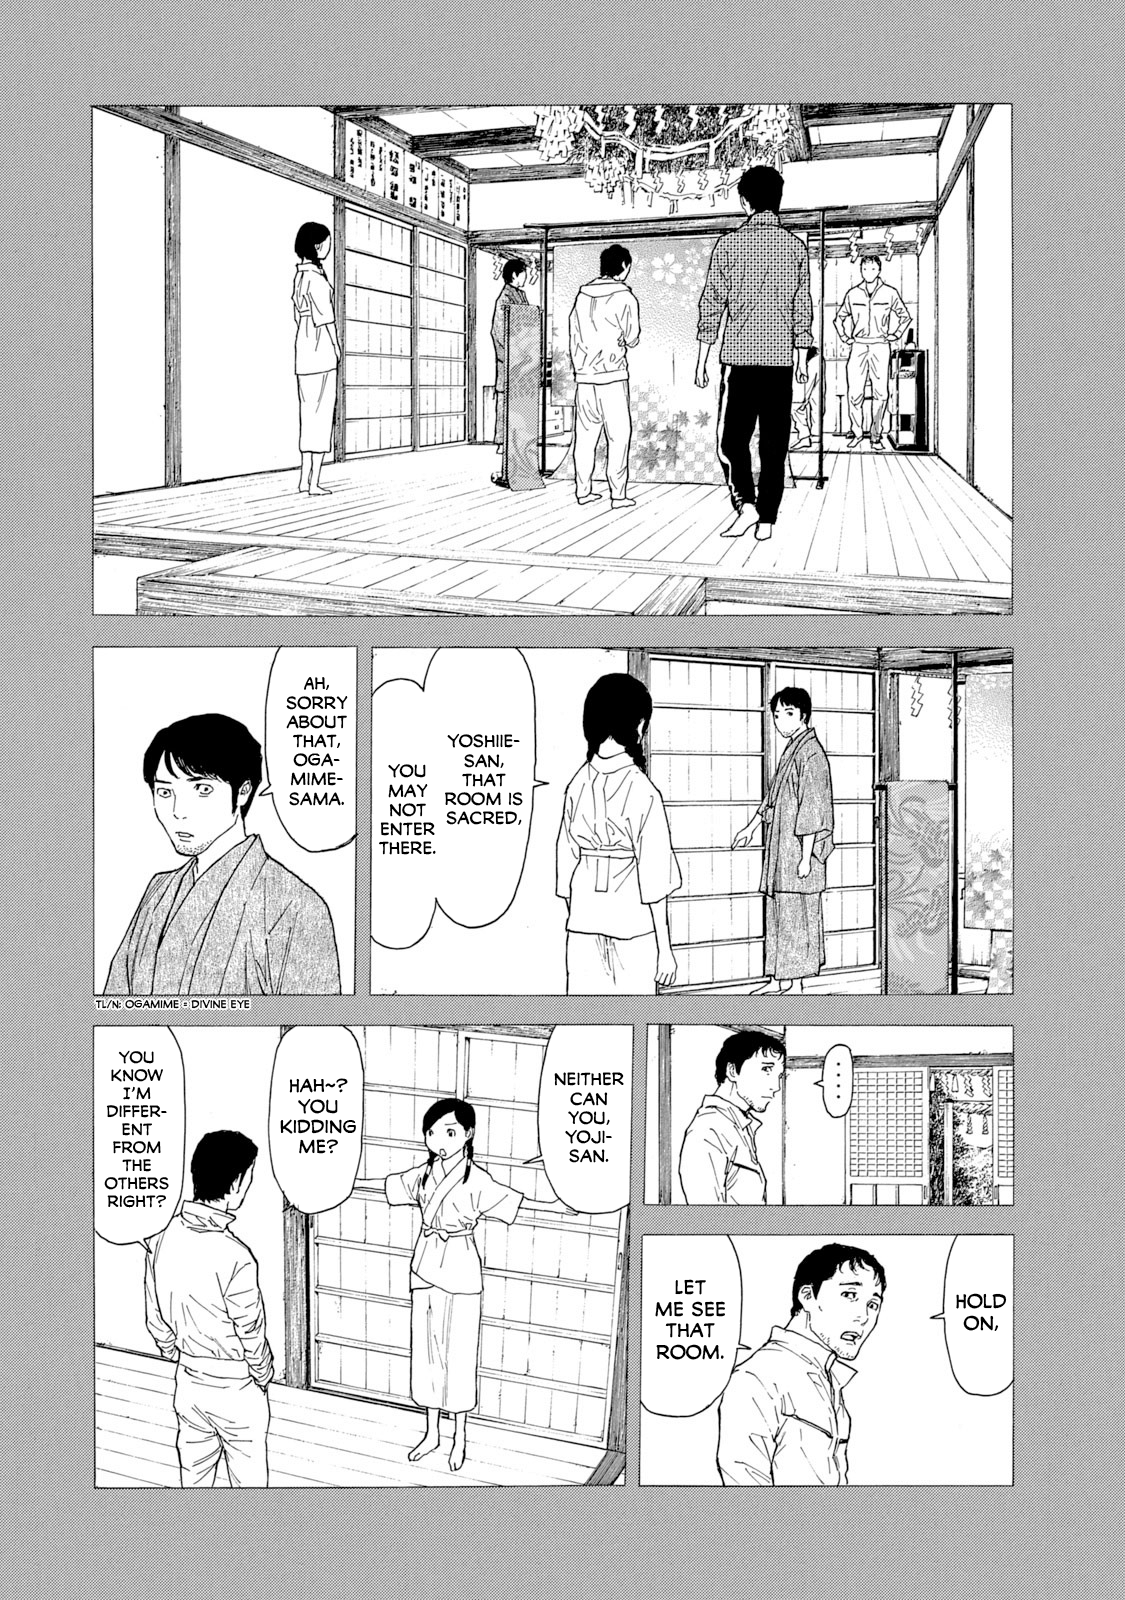 YOSHIIE-
SAN,
THAT
ROOM IS
SACRED,
YOU
MAY
NOT
ENTER
THERE.
AH,
SORRY
ABOUT
THAT,
OGA-
MIME-
SAMA.
TL/N: OGAMIME = DIVINE EYE
. . . .
HOLD
ON,
LET
ME SEE
THAT
ROOM.
NEITHER
CAN
YOU,
YOJI-
SAN.
HAH~?
YOU
KIDDING
ME?
YOU
KNOW
I'M
DIFFER-
ENT
FROM
THE
OTHERS
RIGHT?